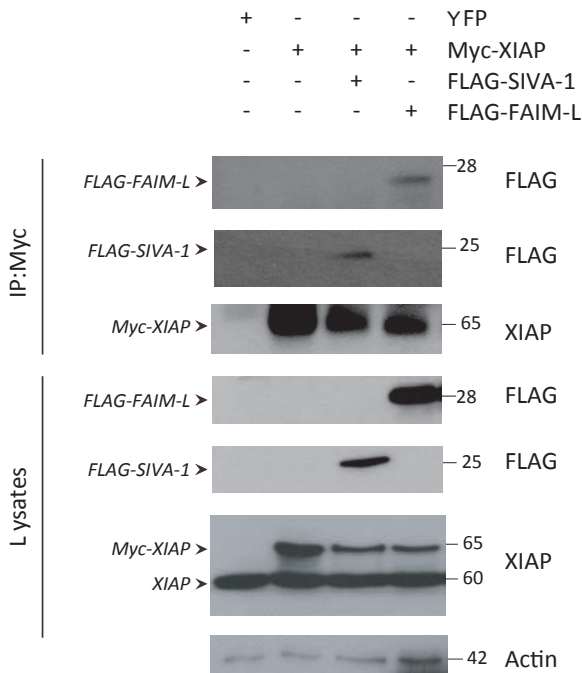 + - - - YFP
- + + + Myc-XIAP
- - + - FLAG-SIVA-1
- - - + FLAG-FAIM-L
IP:Myc
FLAG-FAIM-L 28 FLAG
FLAG-SIVA-1 25 FLAG
Myc-XIAP 65 XIAP
Lysates
FLAG-FAIM-L 28 FLAG
FLAG-SIVA-1 25 FLAG
Myc-XIAP 65
XIAP
XIAP 60
42 Actin